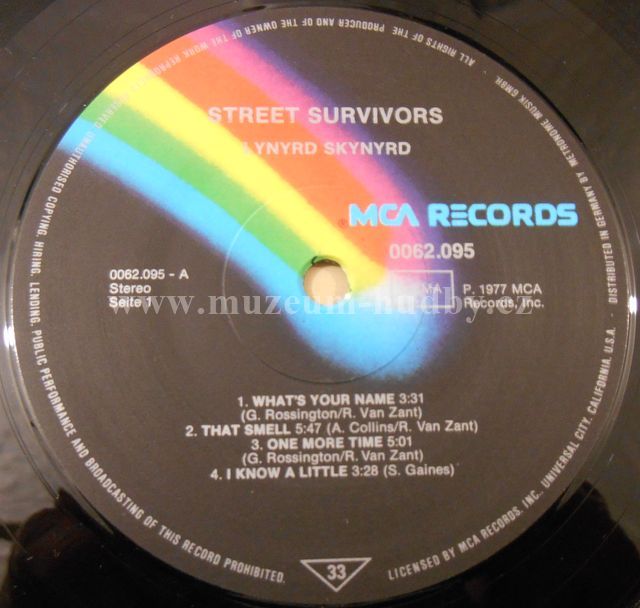 STREET SURVIVORS
LYNYRD SKYNYRD
® MCA RECORDS
0062.095
0062.095 - A
Stereo
Seite 1
MA
P. 1977 MCA
Records, Inc.
www.muzeum-hudby.cz
1. WHAT'S YOUR NAME 3:31
(G. Rossington/R. Van Zant)
2. THAT SMELL 5:47 (A. Collins/R. Van Zant)
3. ONE MORE TIME 5:01
(G. Rossington/R. Van Zant)
4. I KNOW A LITTLE 3:28 (S. Gaines)
33
ALL RIGHTS OF THE PRODUCER AND OF THE OWNER OF THE WORK REPRODUCED RESERVED. UNAUTHORISED COPYING, HIRING, LENDING, PUBLIC PERFORMANCE AND BROADCASTING OF THIS RECORD PROHIBITED.
LICENSED BY MCA RECORDS, INC., UNIVERSAL CITY, CALIFORNIA, U.S.A. · DISTRIBUTED IN GERMANY BY METRONOME MUSIK GMBH.